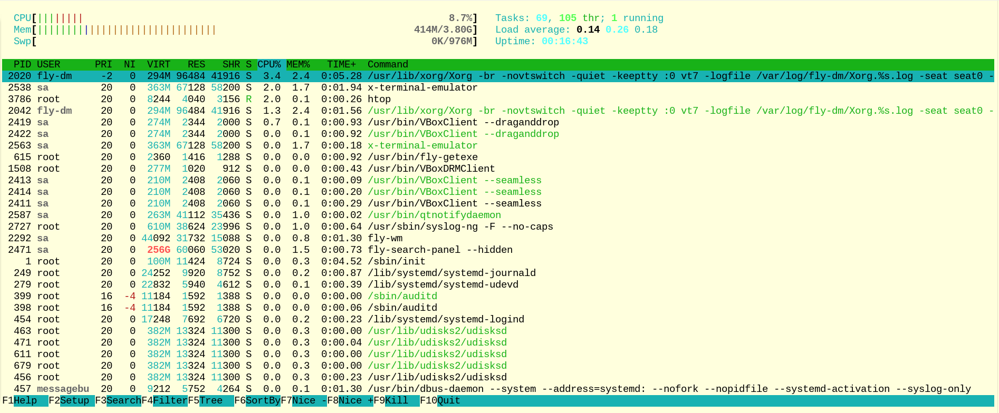 CPU[||||||||                                                               8.7%]   Tasks: 69, 105 thr; 1 running
Mem[|||||||||||||||||||||||||||||||                                  414M/3.80G]   Load average: 0.14 0.26 0.18
Swp[                                                                    0K/976M]   Uptime: 00:16:43
PID USER      PRI  NI  VIRT   RES   SHR S CPU% MEM%   TIME+  Command
2020 fly-dm     -2   0  294M 96484 41916 S  3.4  2.4  0:05.28 /usr/lib/xorg/Xorg -br -novtswitch -quiet -keeptty :0 vt7 -logfile /var/log/fly-dm/Xorg.%s.log -seat seat0 -
2538 sa         20   0  363M 67128 58200 S  2.0  1.7  0:01.94 x-terminal-emulator
3786 root       20   0  8244  4040  3156 R  2.0  0.1  0:00.26 htop
2042 fly-dm     20   0  294M 96484 41916 S  1.3  2.4  0:01.56 /usr/lib/xorg/Xorg -br -novtswitch -quiet -keeptty :0 vt7 -logfile /var/log/fly-dm/Xorg.%s.log -seat seat0 -
2419 sa         20   0  274M  2344  2000 S  0.7  0.1  0:00.93 /usr/bin/VBoxClient --draganddrop
2422 sa         20   0  274M  2344  2000 S  0.0  0.1  0:00.92 /usr/bin/VBoxClient --draganddrop
2563 sa         20   0  363M 67128 58200 S  0.0  1.7  0:00.18 x-terminal-emulator
615 root       20   0  2360  1416  1288 S  0.0  0.0  0:00.92 /usr/bin/fly-getexe
1508 root       20   0  277M  1020   912 S  0.0  0.0  0:00.43 /usr/bin/VBoxDRMClient
2413 sa         20   0  210M  2408  2060 S  0.0  0.1  0:00.09 /usr/bin/VBoxClient --seamless
2414 sa         20   0  210M  2408  2060 S  0.0  0.1  0:00.20 /usr/bin/VBoxClient --seamless
2411 sa         20   0  210M  2408  2060 S  0.0  0.1  0:00.29 /usr/bin/VBoxClient --seamless
2587 sa         20   0  263M 41112 35436 S  0.0  1.0  0:00.02 /usr/bin/qtnotifydaemon
2727 root       20   0  610M 38624 23996 S  0.0  1.0  0:00.64 /usr/sbin/syslog-ng -F --no-caps
2292 sa         20   0 44092 31732 15088 S  0.0  0.8  0:01.30 fly-wm
2471 sa         20   0  256G 60060 53020 S  0.0  1.5  0:00.73 fly-search-panel --hidden
1 root       20   0  100M 11424  8724 S  0.0  0.3  0:04.52 /sbin/init
249 root       20   0 24252  9920  8752 S  0.0  0.2  0:00.87 /lib/systemd/systemd-journald
279 root       20   0 22832  5940  4612 S  0.0  0.1  0:00.39 /lib/systemd/systemd-udevd
399 root       16  -4 11184  1592  1388 S  0.0  0.0  0:00.00 /sbin/auditd
398 root       16  -4 11184  1592  1388 S  0.0  0.0  0:00.06 /sbin/auditd
454 root       20   0 17248  7692  6720 S  0.0  0.2  0:00.23 /lib/systemd/systemd-logind
463 root       20   0  382M 13324 11300 S  0.0  0.3  0:00.00 /usr/lib/udisks2/udisksd
471 root       20   0  382M 13324 11300 S  0.0  0.3  0:00.04 /usr/lib/udisks2/udisksd
611 root       20   0  382M 13324 11300 S  0.0  0.3  0:00.00 /usr/lib/udisks2/udisksd
679 root       20   0  382M 13324 11300 S  0.0  0.3  0:00.00 /usr/lib/udisks2/udisksd
456 root       20   0  382M 13324 11300 S  0.0  0.3  0:00.23 /usr/lib/udisks2/udisksd
457 messagebu  20   0  9212  5752  4264 S  0.0  0.1  0:01.30 /usr/bin/dbus-daemon --system --address=systemd: --nofork --nopidfile --systemd-activation --syslog-only
F1Help  F2Setup F3SearchF4FilterF5Tree  F6SortByF7Nice -F8Nice +F9Kill  F10Quit